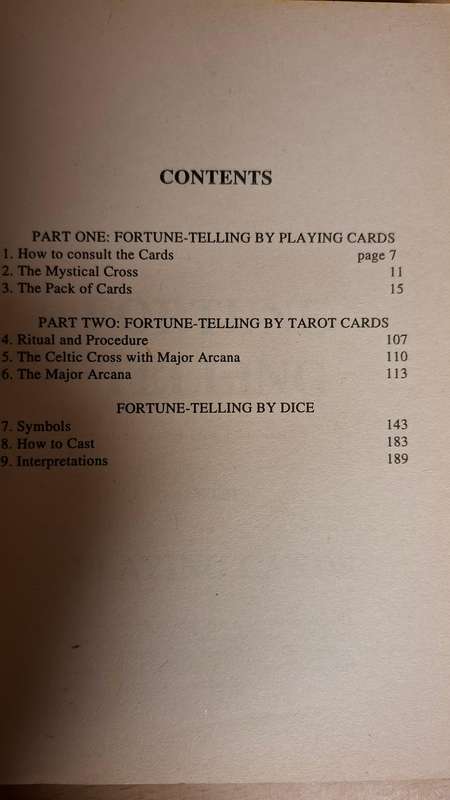 CONTENTS
PART ONE: FORTUNE-TELLING BY PLAYING CARDS
1. How to consult the Cards page 7
2. The Mystical Cross 11
3. The Pack of Cards 15
PART TWO: FORTUNE-TELLING BY TAROT CARDS
4. Ritual and Procedure 107
5. The Celtic Cross with Major Arcana 110
6. The Major Arcana 113
FORTUNE-TELLING BY DICE
7. Symbols 143
8. How to Cast 183
9. Interpretations 189